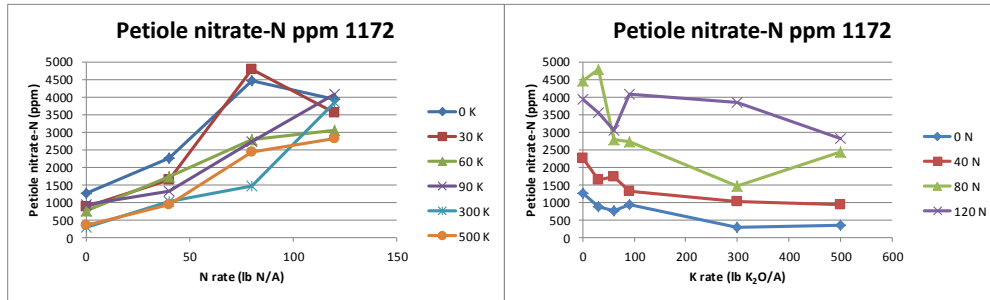 Petiole nitrate-N ppm 1172
Petiole nitrate-N (ppm)
5000
4500
4000
3500
3000
2500
2000
1500
1000
500
0
0 50 100 150
N rate (lb N/A)
0 K
30 K
60 K
90 K
300 K
500 K
Petiole nitrate-N ppm 1172
Petiole nitrate-N (ppm)
5000
4500
4000
3500
3000
2500
2000
1500
1000
500
0
0 100 200 300 400 500 600
K rate (lb K₂O/A)
0 N
40 N
80 N
120 N